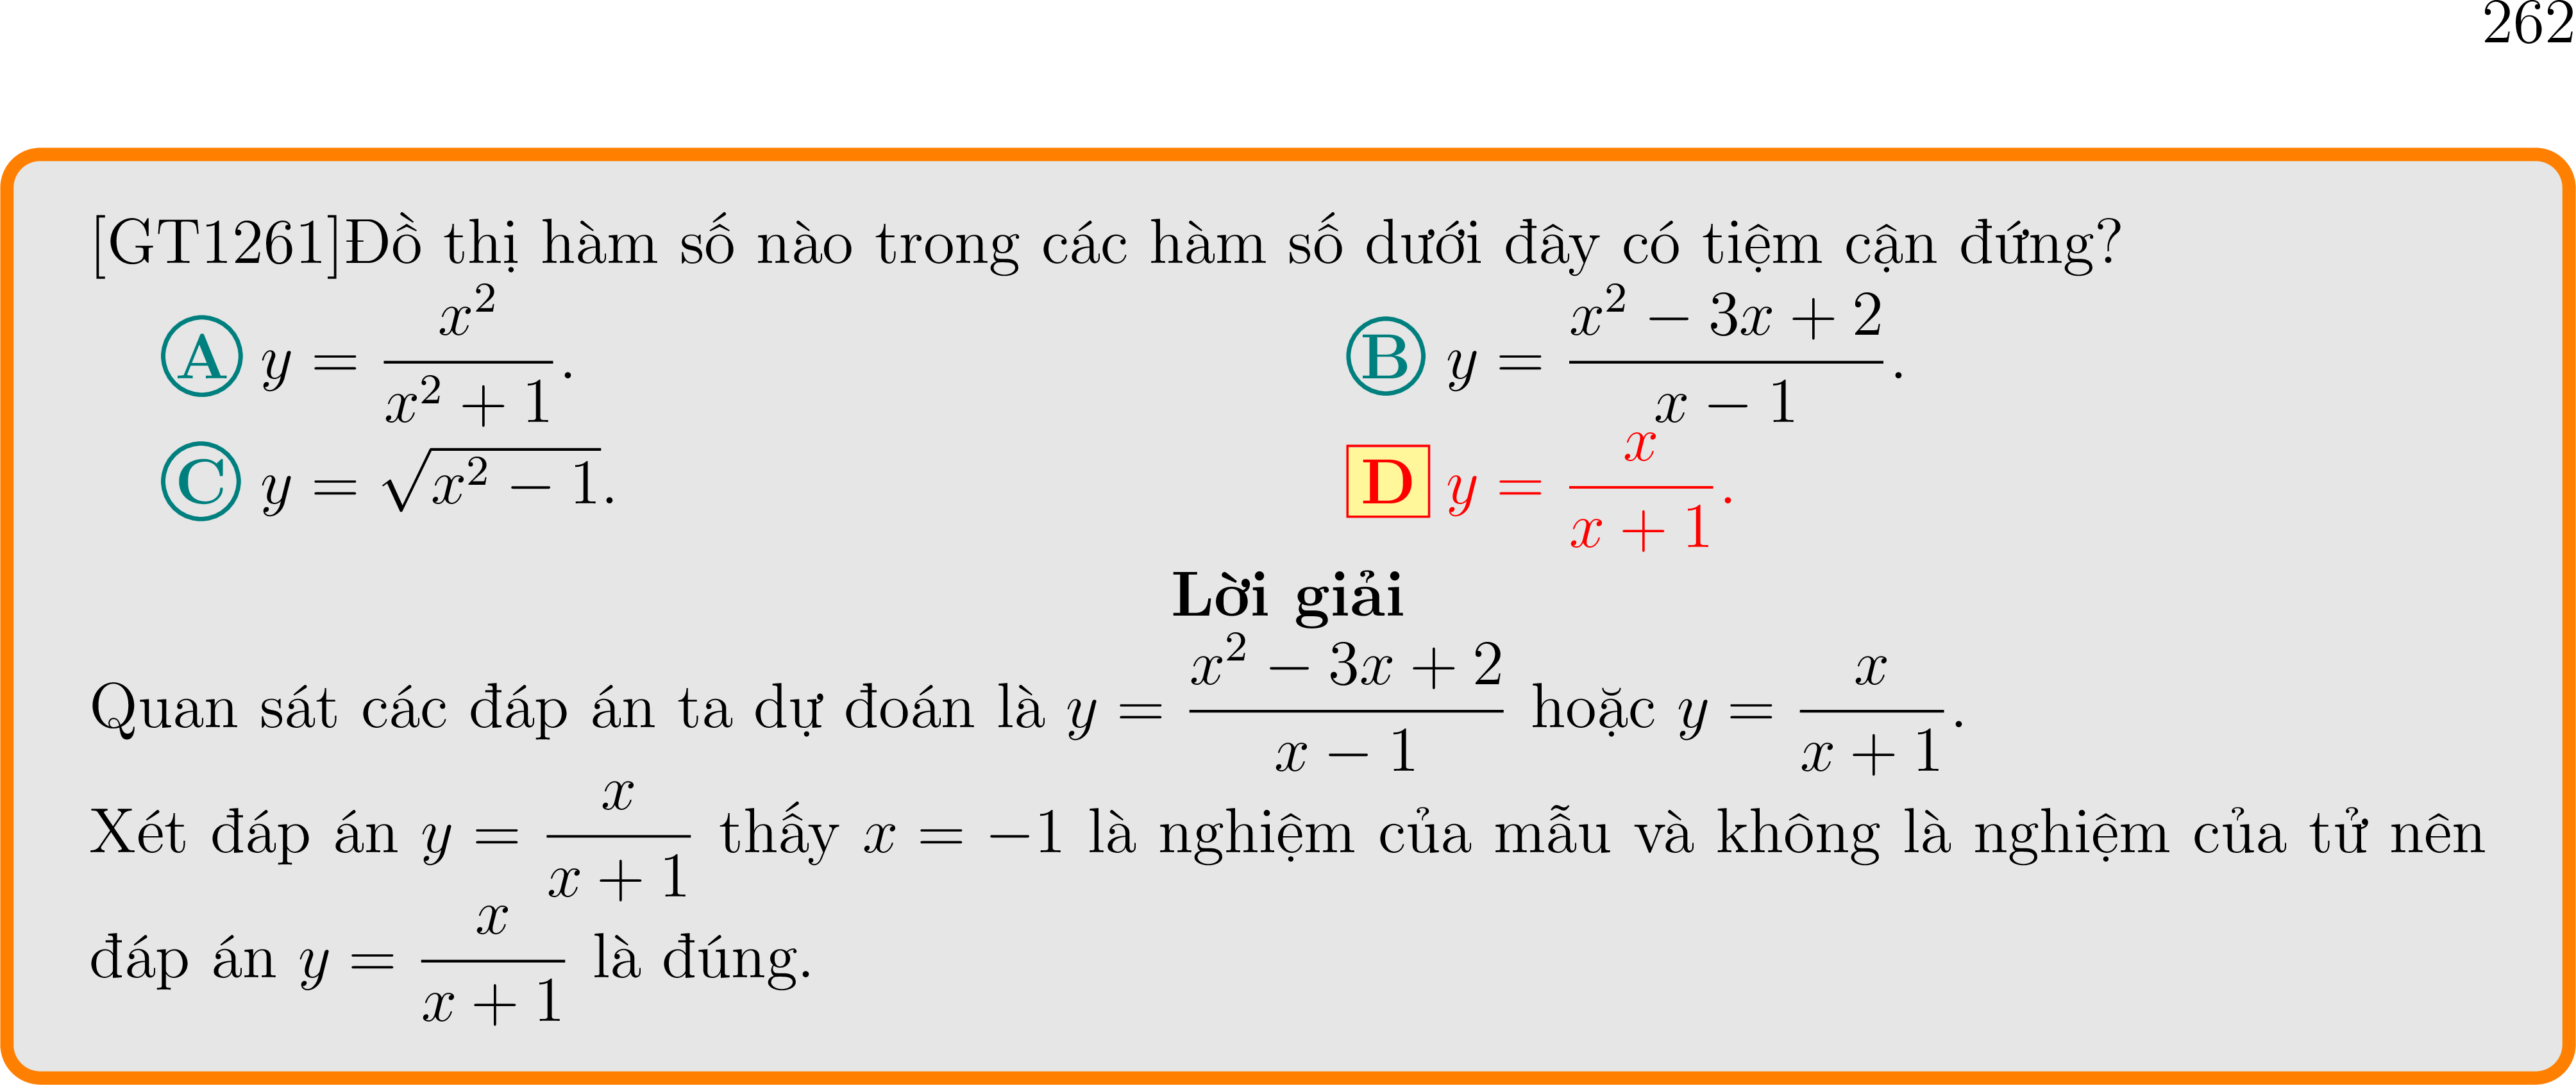 262
[GT1261]Đồ thị hàm số nào trong các hàm số dưới đây có tiệm cận đứng?
A y = \frac{x^2}{x^2 + 1}. B y = \frac{x^2 - 3x + 2}{x - 1}.
C y = \sqrt{x^2 - 1}. D y = \frac{x}{x + 1}.
Lời giải
Quan sát các đáp án ta dự đoán là y = \frac{x^2 - 3x + 2}{x - 1} hoặc y = \frac{x}{x + 1}.
Xét đáp án y = \frac{x}{x + 1} thấy x = −1 là nghiệm của mẫu và không là nghiệm của tử nên
đáp án y = \frac{x}{x + 1} là đúng.